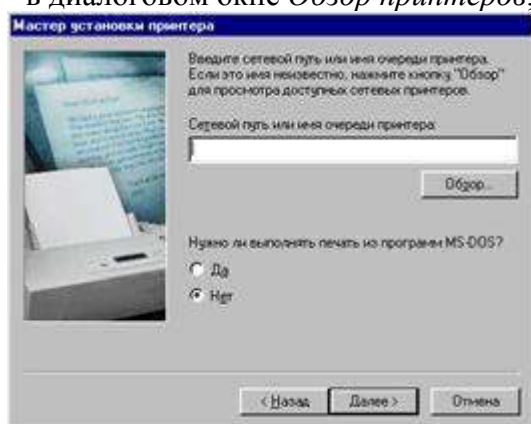 в диалоговом окне Обзор принтеров,
Мастер установки принтера
Введите сетевой путь или имя очереди принтера.
Если это имя неизвестно, нажмите кнопку "Обзор"
для просмотра доступных сетевых принтеров.
Сетевой путь или имя очереди принтера:
Обзор...
Нужно ли выполнять печать из программ MS-DOS?
Да
Нет
< Назад Далее > Отмена